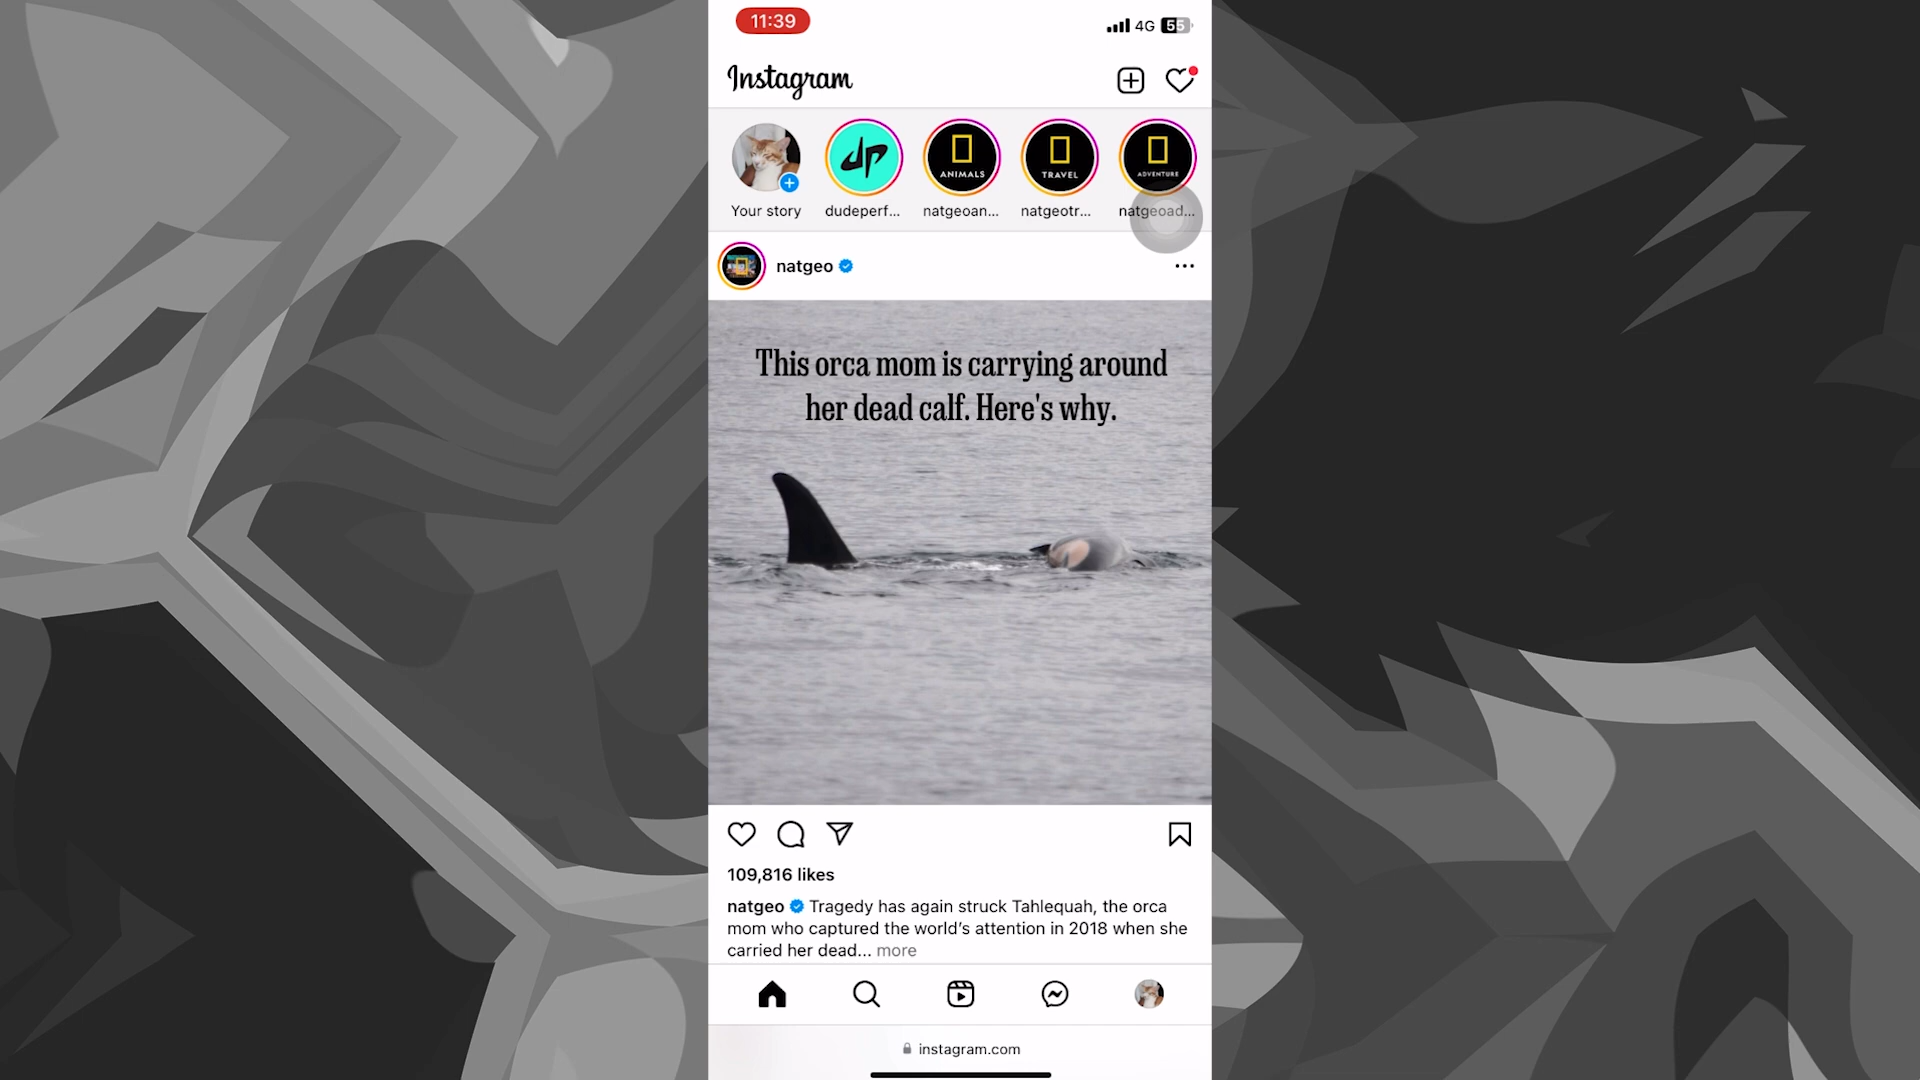 11:39
4G 55
Instagram
ANIMALS
TRAVEL
ADVENTURE
Your story
dudeperf...
natgeoan...
natgeotr...
natgeoad...
natgeo
This orca mom is carrying around
her dead calf. Here's why.
109,816 likes
natgeo Tragedy has again struck Tahlequah, the orca
mom who captured the world’s attention in 2018 when she
carried her dead... more
instagram.com